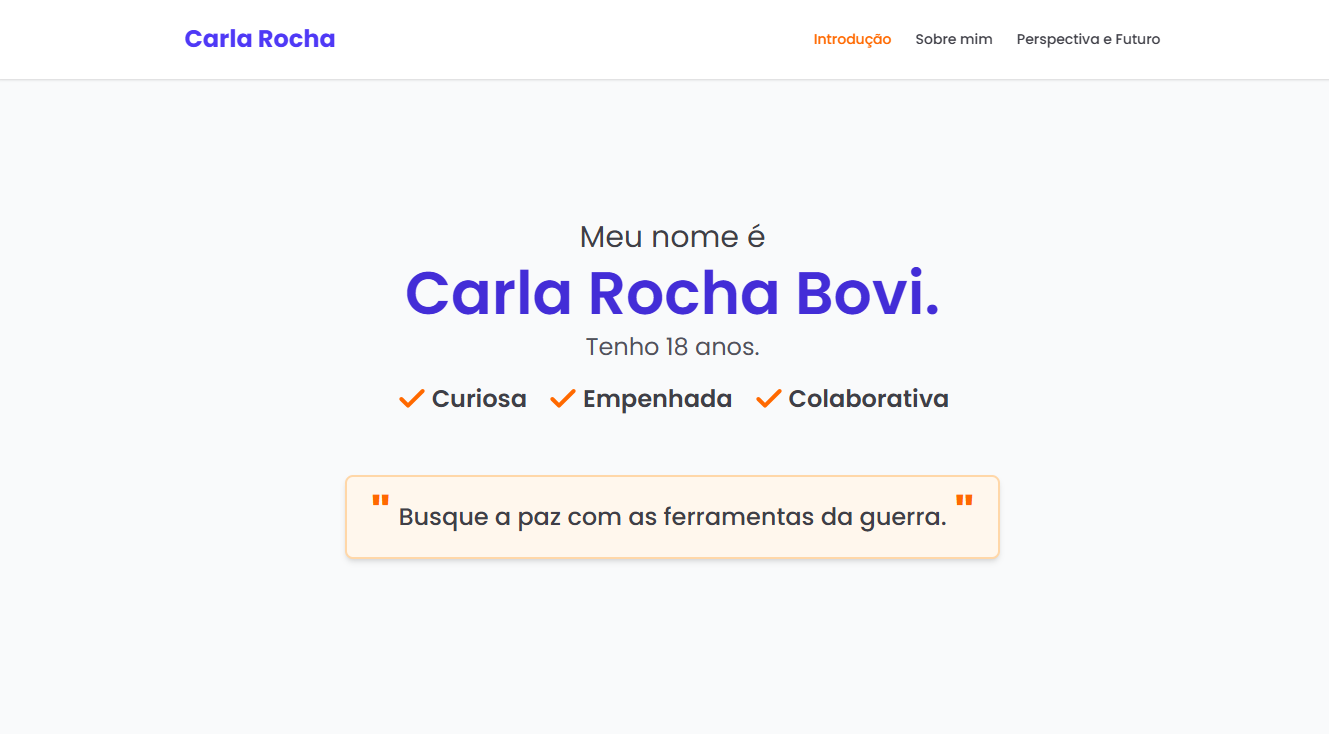 Carla Rocha
Introdução Sobre mim Perspectiva e Futuro
Meu nome é
Carla Rocha Bovi.
Tenho 18 anos.
Curiosa Empenhada Colaborativa
" Busque a paz com as ferramentas da guerra. "